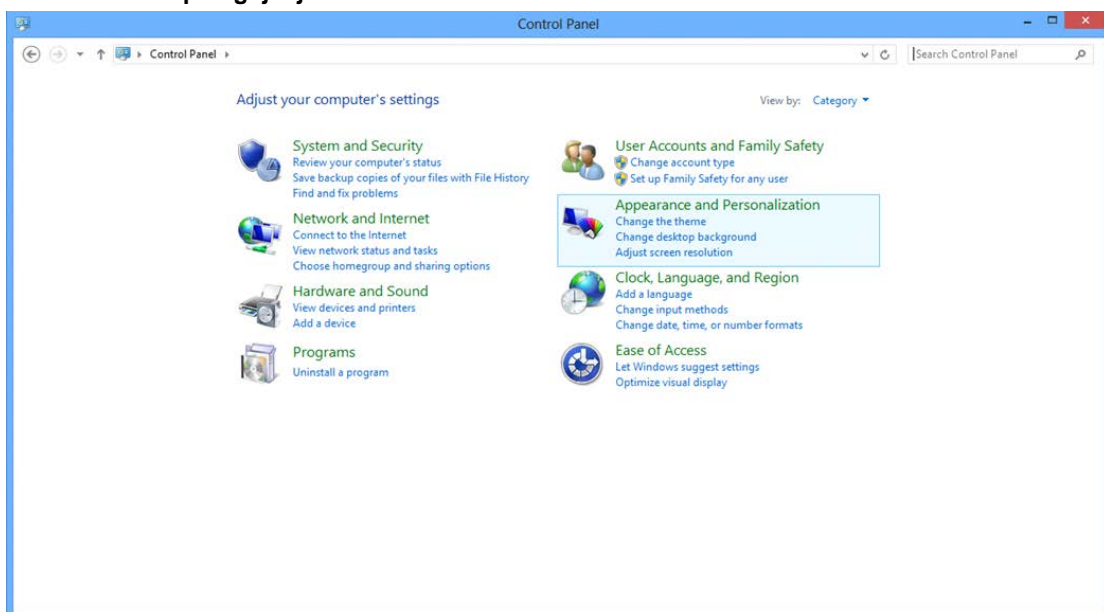 Control Panel
Control Panel
Search Control Panel
Adjust your computer's settings
View by: Category
System and Security
Review your computer's status
Save backup copies of your files with File History
Find and fix problems
Network and Internet
Connect to the Internet
View network status and tasks
Choose homegroup and sharing options
Hardware and Sound
View devices and printers
Add a device
Programs
Uninstall a program
User Accounts and Family Safety
Change account type
Set up Family Safety for any user
Appearance and Personalization
Change the theme
Change desktop background
Adjust screen resolution
Clock, Language, and Region
Add a language
Change input methods
Change date, time, or number formats
Ease of Access
Let Windows suggest settings
Optimize visual display